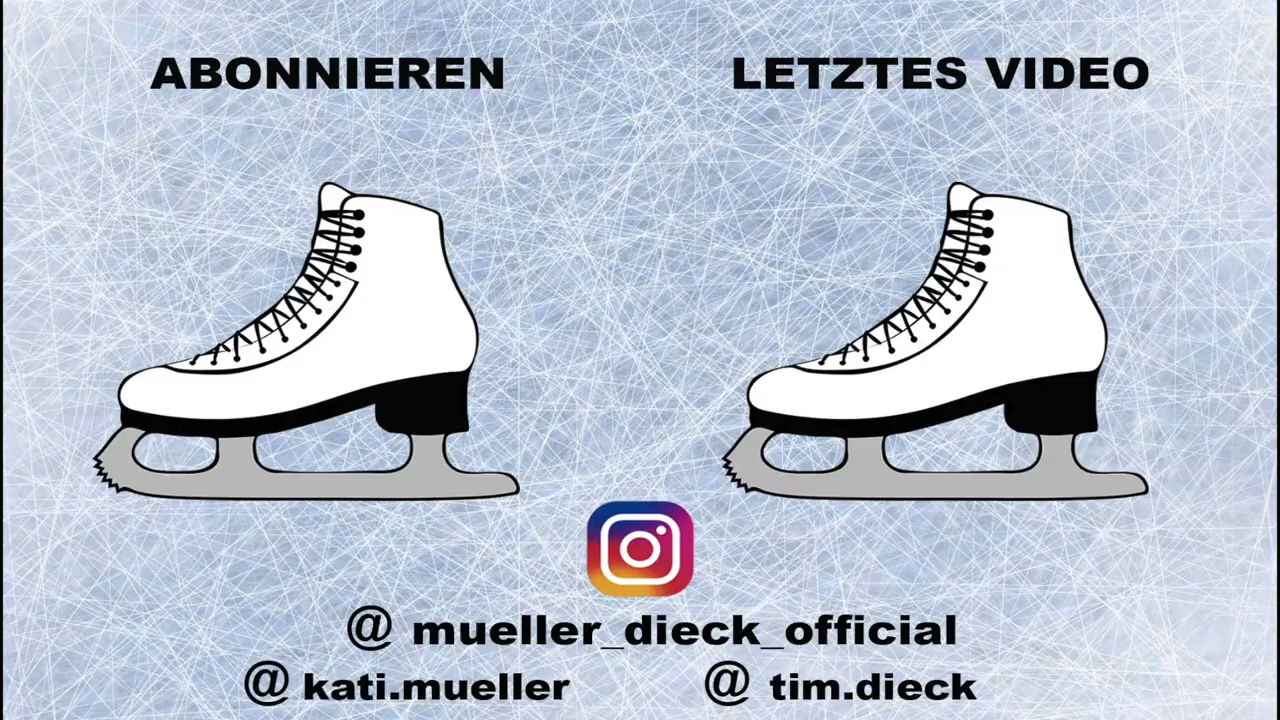 ABONNIEREN
LETZTES VIDEO
@ mueller_dieck_official
@ kati.mueller
@ tim.dieck